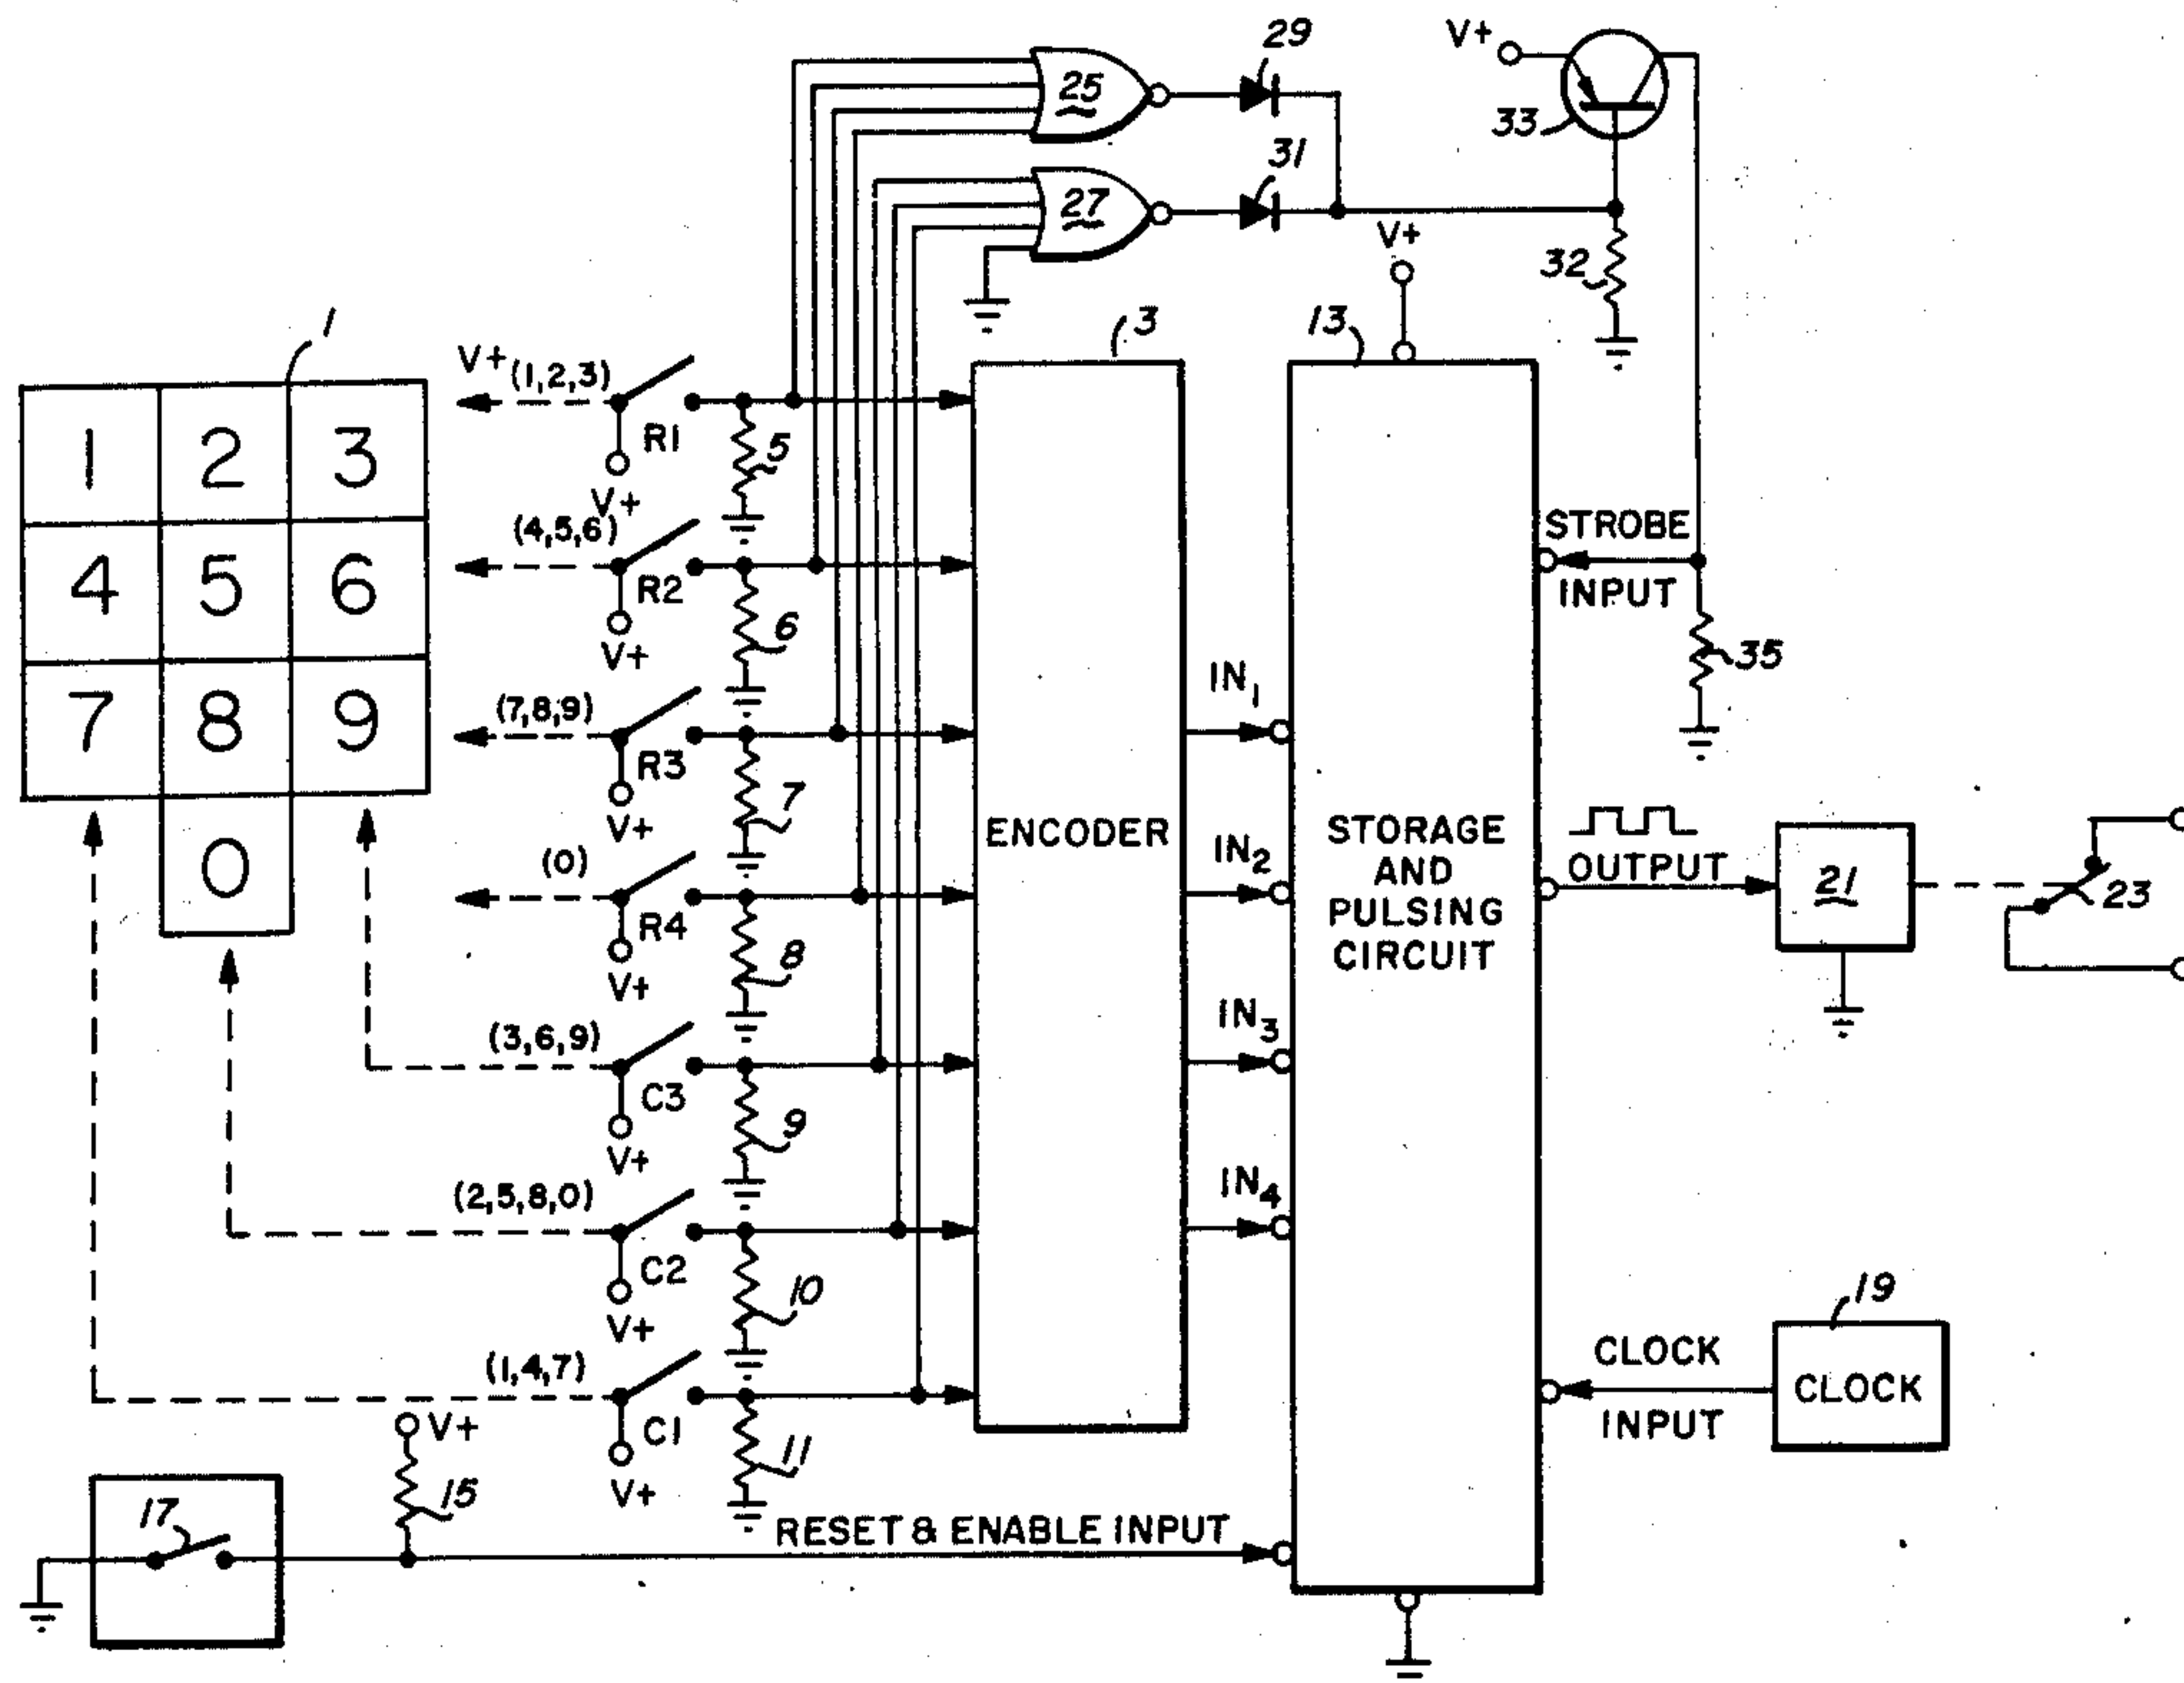 29
V+
25
33
31
27
V+
32
1
3
13
V+ (1,2,3)
1 2 3
R1
5
V+
(4,5,6)
STROBE
4 5 6
R2
INPUT
6
V+
35
IN1
(7,8,9)
7 8 9
R3
7
V+
ENCODER
STORAGE
AND
PULSING
CIRCUIT
IN2
OUTPUT
21
23
(0)
0
R4
8
V+
IN3
(3,6,9)
C3
9
V+
IN4
(2,5,8,0)
C2
10
V+
19
CLOCK
INPUT
CLOCK
(1,4,7)
V+
C1
11
15
V+
17
RESET & ENABLE INPUT